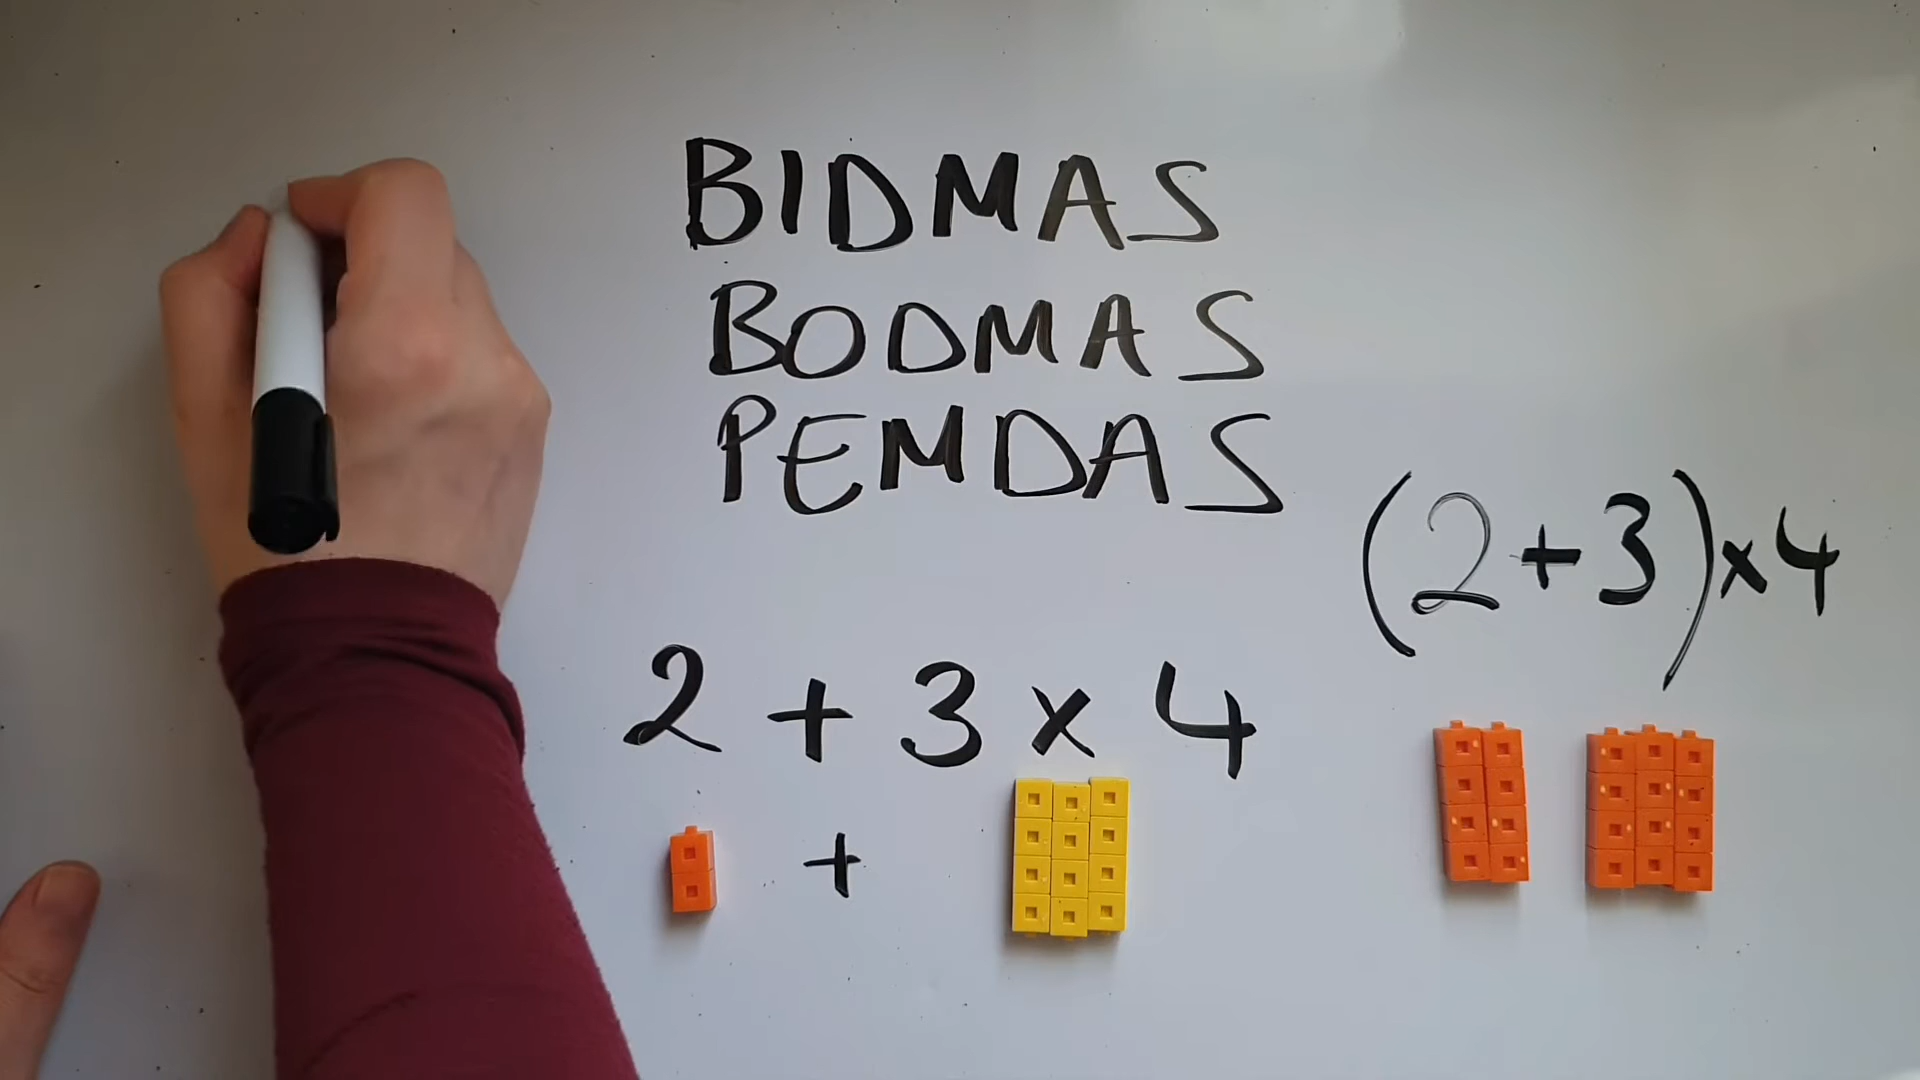 BIDMAS
BODMAS
PEMDAS
(2+3)x4
2 + 3 x 4
+